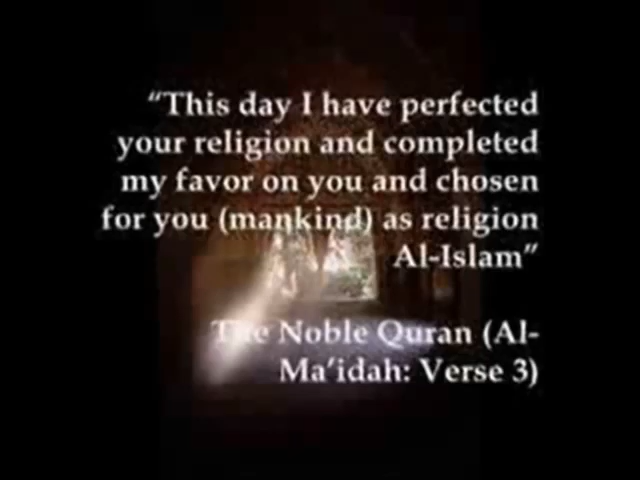 “This day I have perfected
your religion and completed
my favor on you and chosen
for you (mankind) as religion
Al-Islam”
The Noble Quran (Al-
Ma’idah: Verse 3)